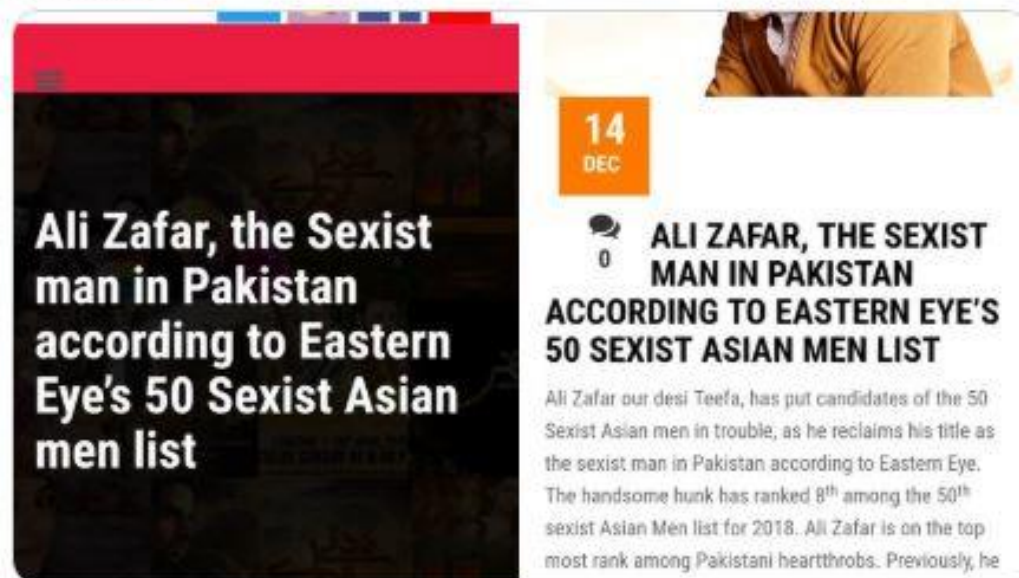 Ali Zafar, the Sexist
man in Pakistan
according to Eastern
Eye's 50 Sexist Asian
men list
14
DEC
0
ALI ZAFAR, THE SEXIST
MAN IN PAKISTAN
ACCORDING TO EASTERN EYE'S
50 SEXIST ASIAN MEN LIST
Ali Zafar our desi Teefa, has put candidates of the 50
Sexist Asian men in trouble, as he reclaims his title as
the sexist man in Pakistan according to Eastern Eye.
The handsome hunk has ranked 8th among the 50th
sexist Asian Men list for 2018. Ali Zafar is on the top
most rank among Pakistani heartthrobs. Previously, he